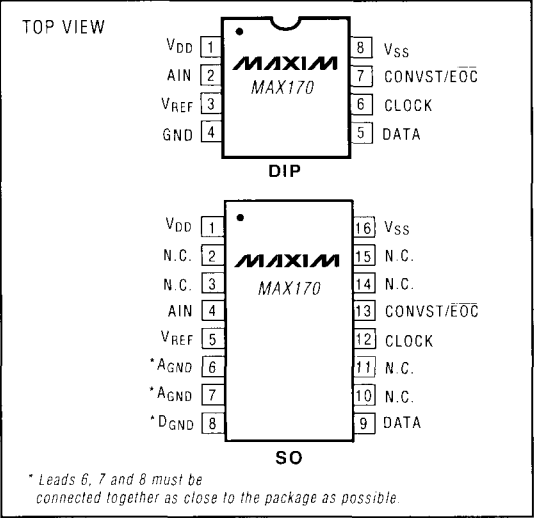 TOP VIEW
VDD 1
AIN 2
VREF 3
GND 4
MAXIM
MAX170
8 VSS
7 CONVST/E̅O̅C̅
6 CLOCK
5 DATA
DIP
VDD 1
N.C. 2
N.C. 3
AIN 4
VREF 5
*AGND 6
*AGND 7
*DGND 8
MAXIM
MAX170
16 VSS
15 N.C.
14 N.C.
13 CONVST/E̅O̅C̅
12 CLOCK
11 N.C.
10 N.C.
9 DATA
SO
* Leads 6, 7 and 8 must be
connected together as close to the package as possible.